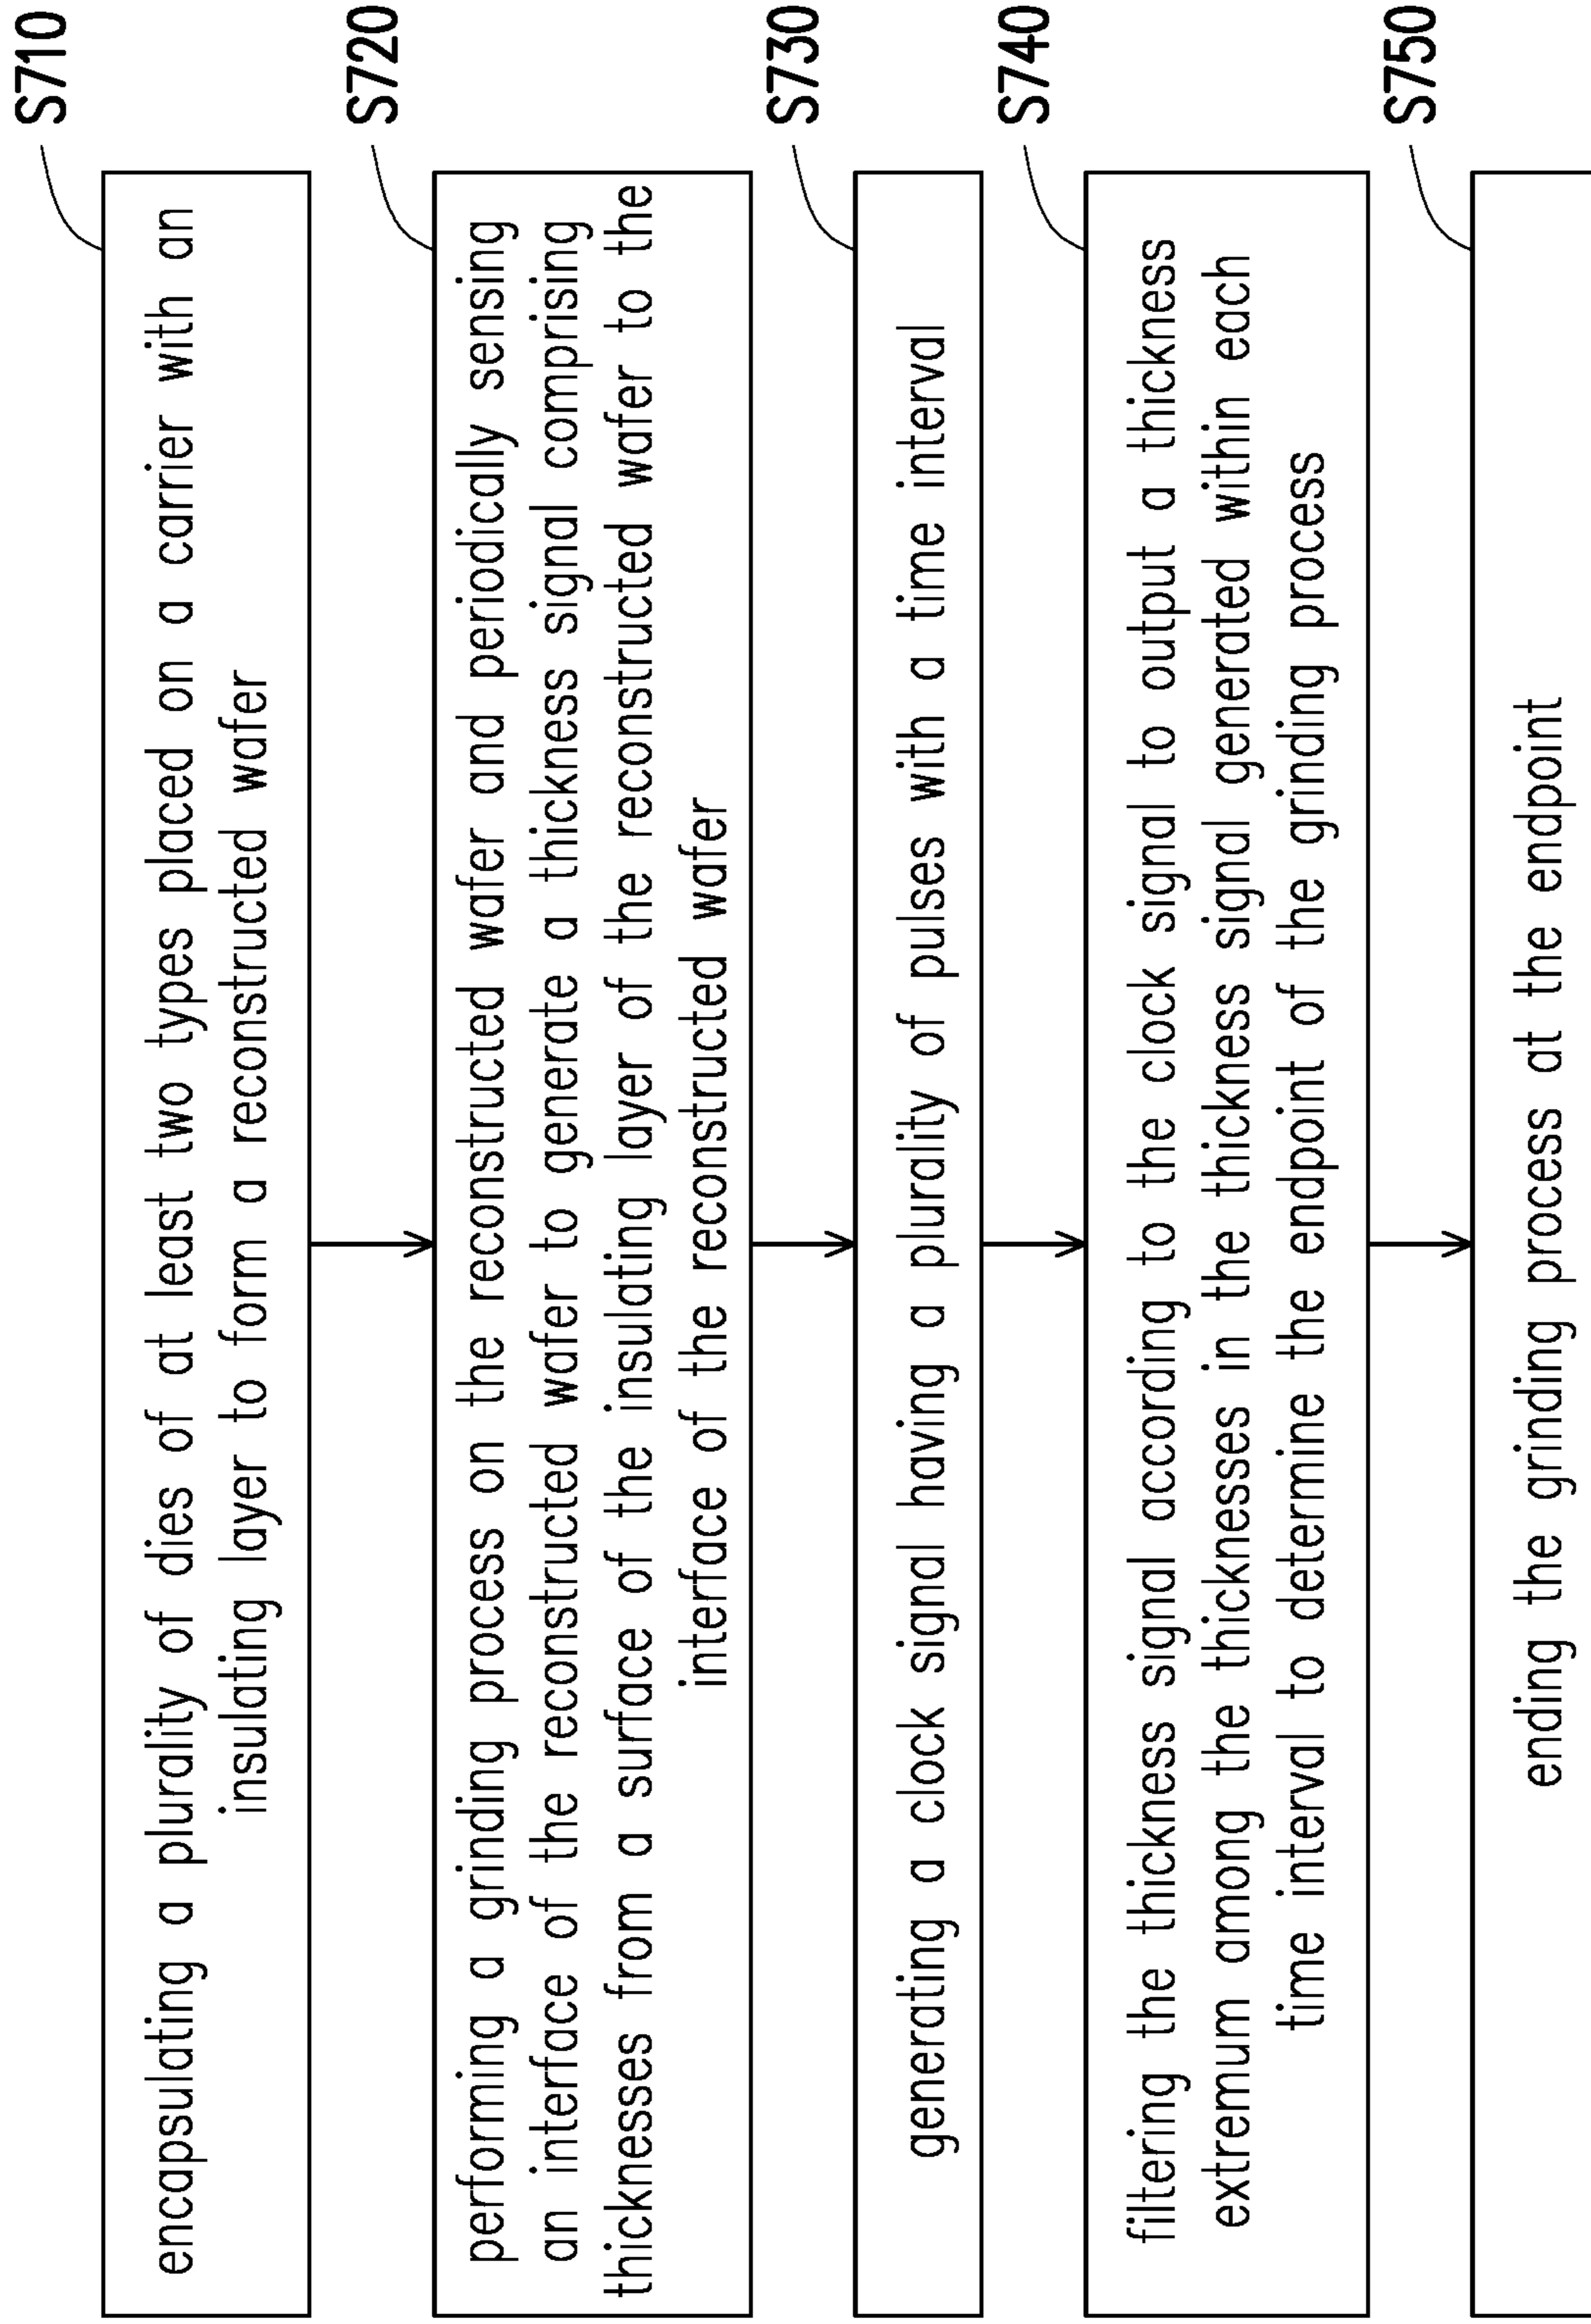 S710
encapsulating a plurality of dies of at least two types placed on a carrier with an
insulating layer to form a reconstructed wafer
S720
performing a grinding process on the reconstructed wafer and periodically sensing
an interface of the reconstructed wafer to generate a thickness signal comprising
thicknesses from a surface of the insulating layer of the reconstructed wafer to the
interface of the reconstructed wafer
S730
generating a clock signal having a plurality of pulses with a time interval
S740
filtering the thickness signal according to the clock signal to output a thickness
extremum among the thicknesses in the thickness signal generated within each
time interval to determine the endpoint of the grinding process
S750
ending the grinding process at the endpoint